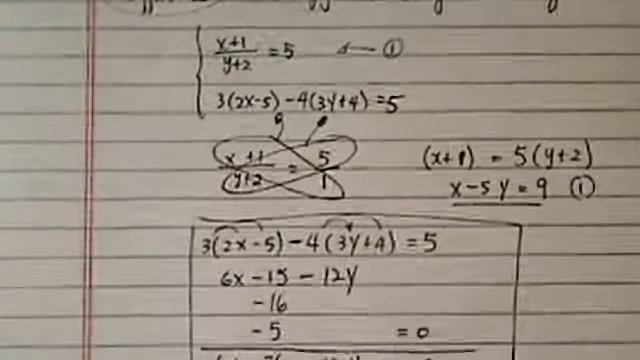 x+1/y+2 = 5 ← ①
3(2x-5) - 4(3y+4) = 5
x+1/y+2 = 5/1
(x+1) = 5(y+2)
x-5y = 9 ①
3(2x-5) - 4(3y+4) = 5
6x-15 - 12y
-16
-5 = 0